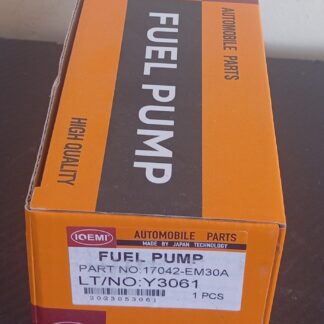 AUTOMOBILE PARTS
FUEL PUMP
HIGH QUALITY
IOEMI
AUTOMOBILE PARTS
MADE BY JAPAN TECHNOLOGY
FUEL PUMP
PART NO:17042-EM30A
LT/NO:Y3061
1 PCS
2023053061